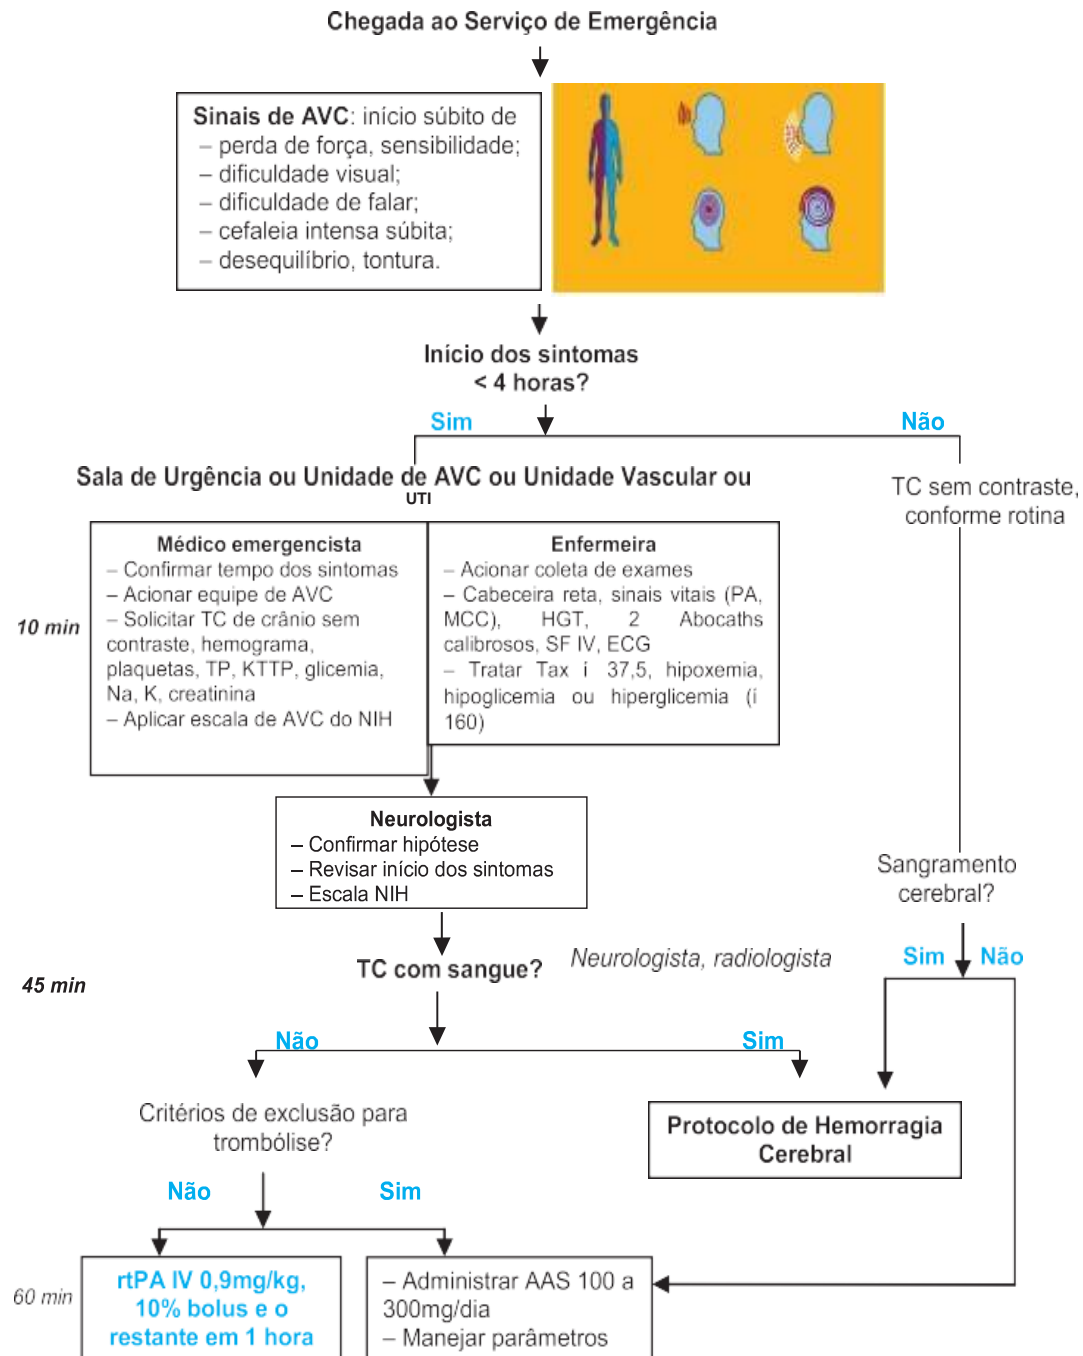 Chegada ao Serviço de Emergência
Sinais de AVC: início súbito de
– perda de força, sensibilidade;
– dificuldade visual;
– dificuldade de falar;
– cefaleia intensa súbita;
– desequilíbrio, tontura.
Início dos sintomas
< 4 horas?
Sim
Não
Sala de Urgência ou Unidade de AVC ou Unidade Vascular ou
UTI
TC sem contraste,
conforme rotina
10 min
Médico emergencista
– Confirmar tempo dos sintomas
– Acionar equipe de AVC
– Solicitar TC de crânio sem
contraste, hemograma,
plaquetas, TP, KTTP, glicemia,
Na, K, creatinina
– Aplicar escala de AVC do NIH
Enfermeira
– Acionar coleta de exames
– Cabeceira reta, sinais vitais (PA,
MCC), HGT, 2 Abocaths
calibrosos, SF IV, ECG
– Tratar Tax í 37,5, hipoxemia,
hipoglicemia ou hiperglicemia (í
160)
Neurologista
– Confirmar hipótese
– Revisar início dos sintomas
– Escala NIH
Sangramento
cerebral?
Sim
Não
45 min
TC com sangue?
Neurologista, radiologista
Não
Sim
Critérios de exclusão para
trombólise?
Protocolo de Hemorragia
Cerebral
Não
Sim
60 min
rtPA IV 0,9mg/kg,
10% bolus e o
restante em 1 hora
– Administrar AAS 100 a
300mg/dia
– Manejar parâmetros